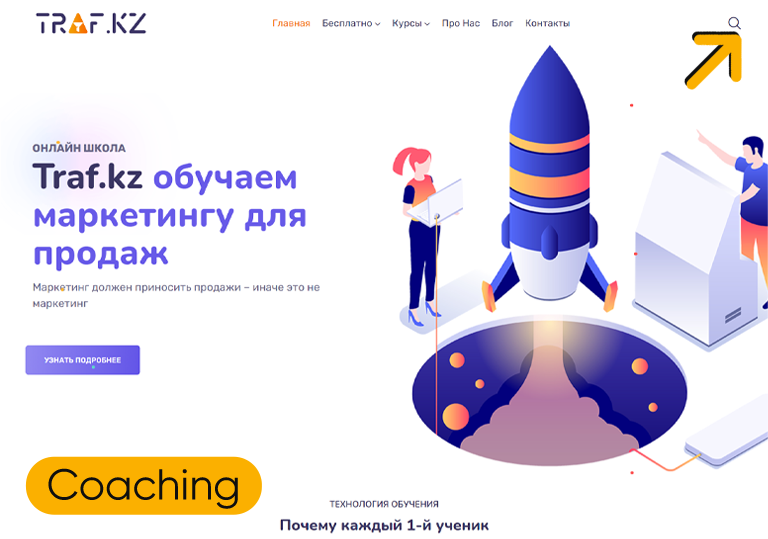 TRAF.KZ
Главная Бесплатно Курсы Про Нас Блог Контакты
ОНЛАЙН ШКОЛА
Traf.kz обучаем
маркетингу для
продаж
Маркетинг должен приносить продажи – иначе это не
маркетинг
УЗНАТЬ ПОДРОБНЕЕ
Coaching
ТЕХНОЛОГИЯ ОБУЧЕНИЯ
Почему каждый 1-й ученик